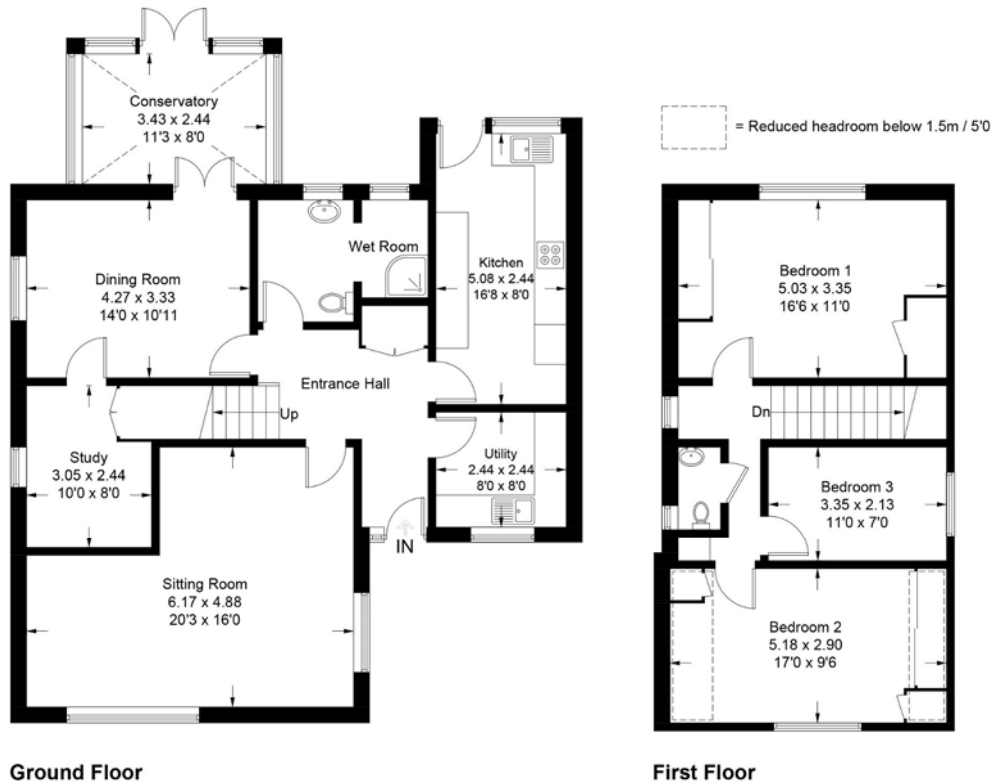 Conservatory
3.43 x 2.44
11'3 x 8'0
= Reduced headroom below 1.5m / 5'0
Wet Room
Kitchen
5.08 x 2.44
16'8 x 8'0
Dining Room
4.27 x 3.33
14'0 x 10'11
Entrance Hall
Up
Study
3.05 x 2.44
10'0 x 8'0
Utility
2.44 x 2.44
8'0 x 8'0
IN
Sitting Room
6.17 x 4.88
20'3 x 16'0
Ground Floor
Bedroom 1
5.03 x 3.35
16'6 x 11'0
Dn
Bedroom 3
3.35 x 2.13
11'0 x 7'0
Bedroom 2
5.18 x 2.90
17'0 x 9'6
First Floor